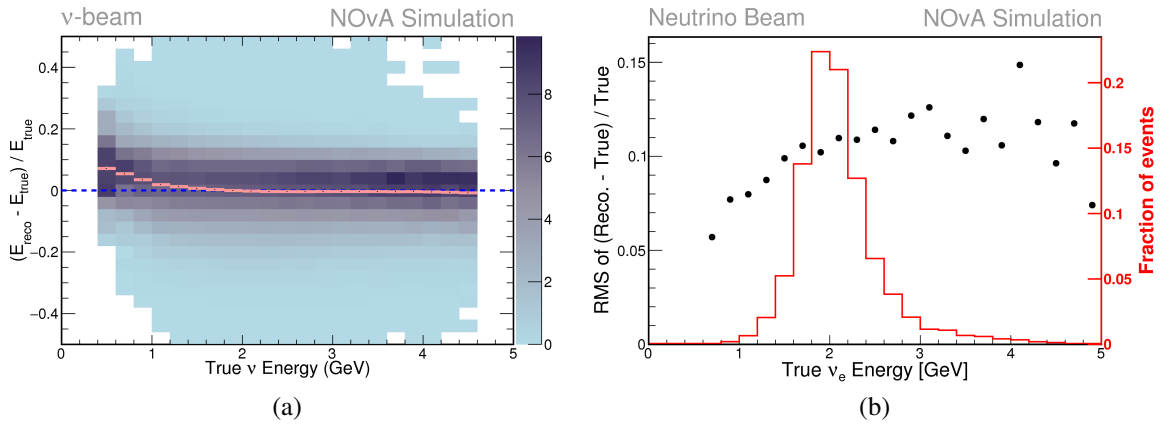 ν-beam NOvA Simulation
(E_reco - E_true) / E_true
0.4
0.2
0
−0.2
−0.4
8
6
4
2
0
0 1 2 3 4 5
True ν Energy (GeV)
(a)
Neutrino Beam NOvA Simulation
RMS of (Reco. - True) / True
0.15
0.1
0.05
0
0.2
0.15
0.1
0.05
0
Fraction of events
0 1 2 3 4 5
True ν_e Energy [GeV]
(b)